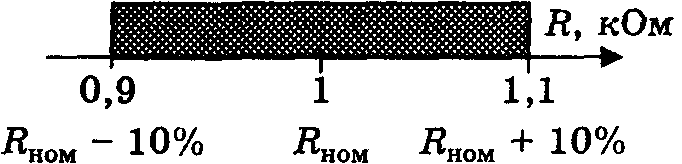 R, кОм
0,9 1 1,1
Rном − 10% Rном Rном + 10%